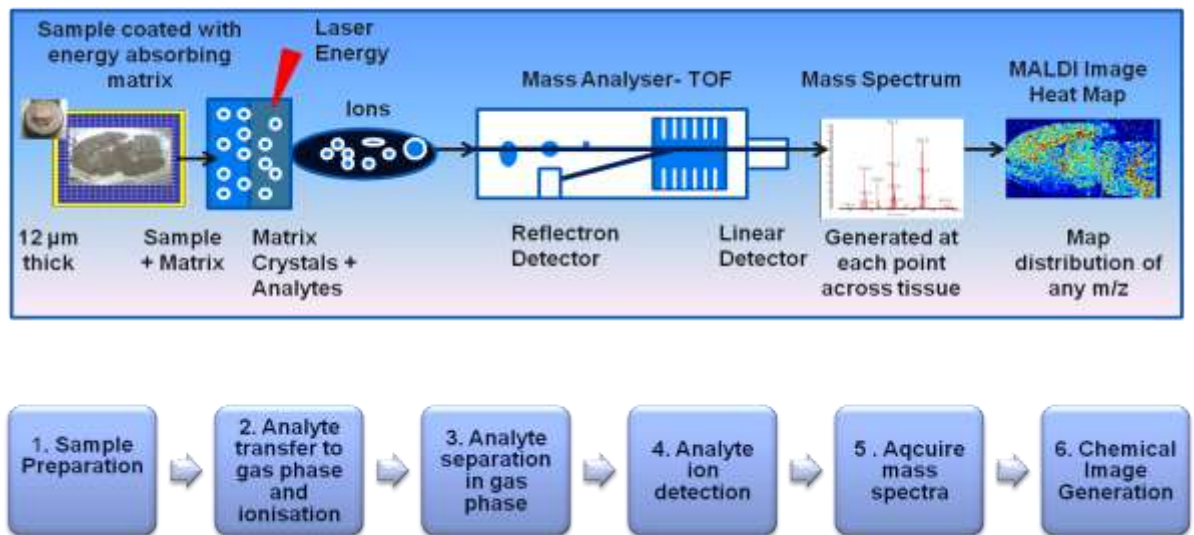 Sample coated with
energy absorbing
matrix
Laser
Energy
Ions
Mass Analyser- TOF
Mass Spectrum
MALDI Image
Heat Map
12 µm
thick
Sample
+ Matrix
Matrix
Crystals +
Analytes
Reflectron
Detector
Linear
Detector
Generated at
each point
across tissue
Map
distribution of
any m/z
1. Sample
Preparation
2. Analyte
transfer to
gas phase
and
ionisation
3. Analyte
separation
in gas
phase
4. Analyte
ion
detection
5 . Aqcuire
mass
spectra
6. Chemical
Image
Generation